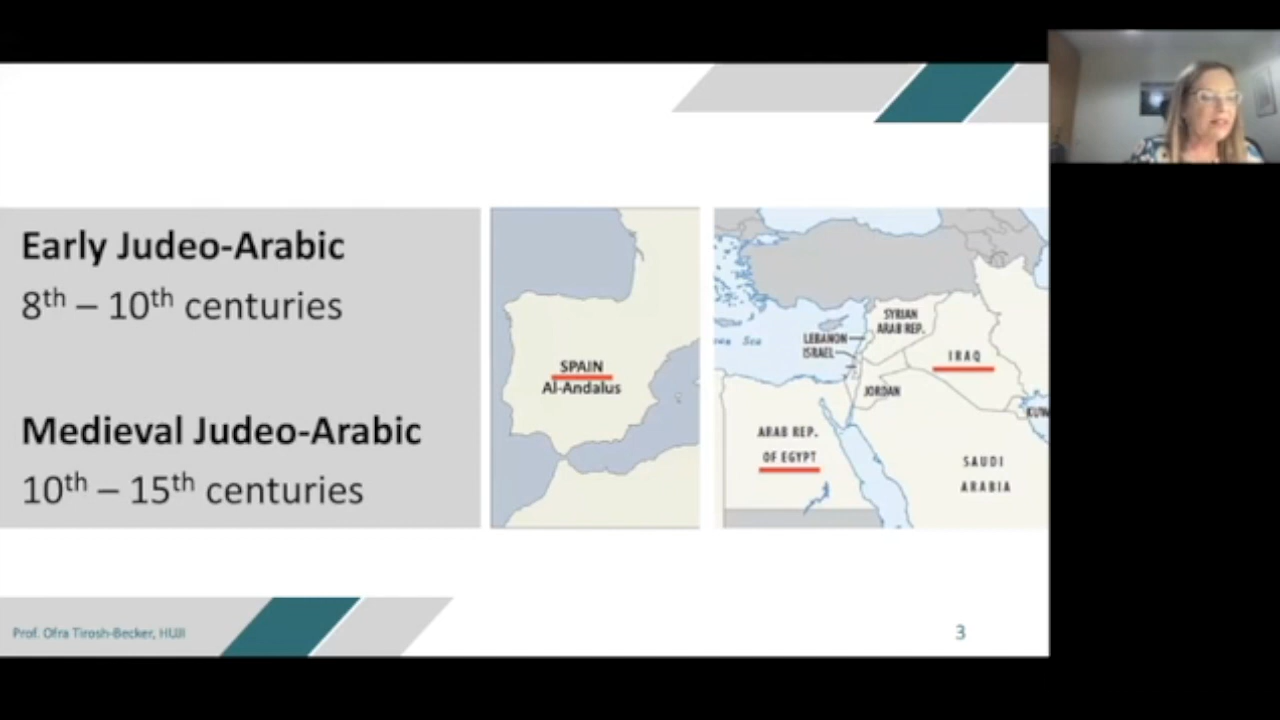 Early Judeo-Arabic
8th – 10th centuries
Medieval Judeo-Arabic
10th – 15th centuries
SPAIN
Al-Andalus
SYRIAN
ARAB REP.
LEBANON
ISRAEL
IRAQ
JORDAN
ARAB REP.
OF EGYPT
SAUDI
ARABIA
Sea
Prof. Ofra Tirosh-Becker, HUJI
3